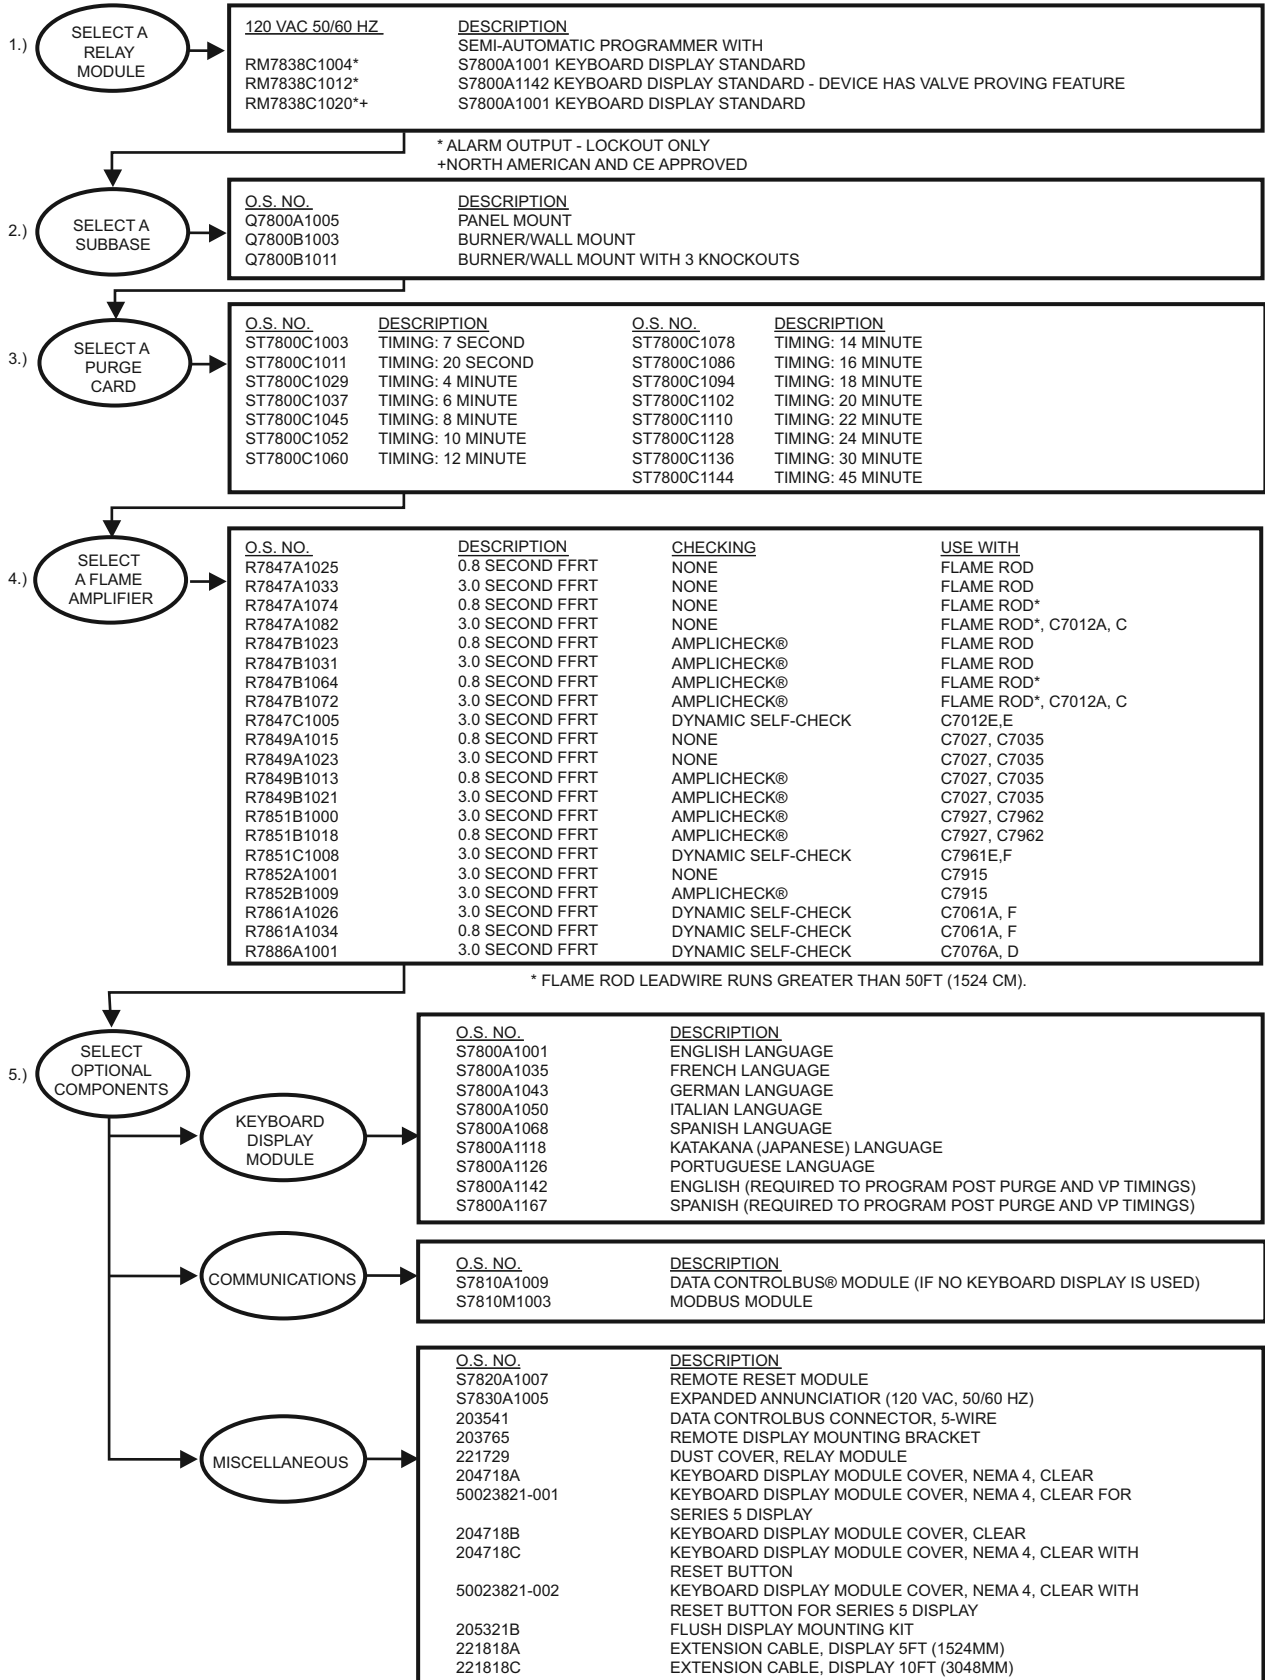 1.) SELECT A
RELAY
MODULE
120 VAC 50/60 HZ DESCRIPTION
SEMI-AUTOMATIC PROGRAMMER WITH
RM7838C1004* S7800A1001 KEYBOARD DISPLAY STANDARD
RM7838C1012* S7800A1142 KEYBOARD DISPLAY STANDARD - DEVICE HAS VALVE PROVING FEATURE
RM7838C1020*+ S7800A1001 KEYBOARD DISPLAY STANDARD
* ALARM OUTPUT - LOCKOUT ONLY
+NORTH AMERICAN AND CE APPROVED
2.) SELECT A
SUBBASE
O.S. NO. DESCRIPTION
Q7800A1005 PANEL MOUNT
Q7800B1003 BURNER/WALL MOUNT
Q7800B1011 BURNER/WALL MOUNT WITH 3 KNOCKOUTS
3.) SELECT A
PURGE
CARD
O.S. NO. DESCRIPTION O.S. NO. DESCRIPTION
ST7800C1003 TIMING: 7 SECOND ST7800C1078 TIMING: 14 MINUTE
ST7800C1011 TIMING: 20 SECOND ST7800C1086 TIMING: 16 MINUTE
ST7800C1029 TIMING: 4 MINUTE ST7800C1094 TIMING: 18 MINUTE
ST7800C1037 TIMING: 6 MINUTE ST7800C1102 TIMING: 20 MINUTE
ST7800C1045 TIMING: 8 MINUTE ST7800C1110 TIMING: 22 MINUTE
ST7800C1052 TIMING: 10 MINUTE ST7800C1128 TIMING: 24 MINUTE
ST7800C1060 TIMING: 12 MINUTE ST7800C1136 TIMING: 30 MINUTE
ST7800C1144 TIMING: 45 MINUTE
4.) SELECT
A FLAME
AMPLIFIER
O.S. NO. DESCRIPTION CHECKING USE WITH
R7847A1025 0.8 SECOND FFRT NONE FLAME ROD
R7847A1033 3.0 SECOND FFRT NONE FLAME ROD
R7847A1074 0.8 SECOND FFRT NONE FLAME ROD*
R7847A1082 3.0 SECOND FFRT NONE FLAME ROD*, C7012A, C
R7847B1023 0.8 SECOND FFRT AMPLICHECK® FLAME ROD
R7847B1031 3.0 SECOND FFRT AMPLICHECK® FLAME ROD
R7847B1064 0.8 SECOND FFRT AMPLICHECK® FLAME ROD*
R7847B1072 3.0 SECOND FFRT AMPLICHECK® FLAME ROD*, C7012A, C
R7847C1005 3.0 SECOND FFRT DYNAMIC SELF-CHECK C7012E,E
R7849A1015 0.8 SECOND FFRT NONE C7027, C7035
R7849A1023 3.0 SECOND FFRT NONE C7027, C7035
R7849B1013 0.8 SECOND FFRT AMPLICHECK® C7027, C7035
R7849B1021 3.0 SECOND FFRT AMPLICHECK® C7027, C7035
R7851B1000 3.0 SECOND FFRT AMPLICHECK® C7927, C7962
R7851B1018 0.8 SECOND FFRT AMPLICHECK® C7927, C7962
R7851C1008 3.0 SECOND FFRT DYNAMIC SELF-CHECK C7961E,F
R7852A1001 3.0 SECOND FFRT NONE C7915
R7852B1009 3.0 SECOND FFRT AMPLICHECK® C7915
R7861A1026 3.0 SECOND FFRT DYNAMIC SELF-CHECK C7061A, F
R7861A1034 0.8 SECOND FFRT DYNAMIC SELF-CHECK C7061A, F
R7886A1001 3.0 SECOND FFRT DYNAMIC SELF-CHECK C7076A, D
* FLAME ROD LEADWIRE RUNS GREATER THAN 50FT (1524 CM).
5.) SELECT
OPTIONAL
COMPONENTS
KEYBOARD
DISPLAY
MODULE
O.S. NO. DESCRIPTION
S7800A1001 ENGLISH LANGUAGE
S7800A1035 FRENCH LANGUAGE
S7800A1043 GERMAN LANGUAGE
S7800A1050 ITALIAN LANGUAGE
S7800A1068 SPANISH LANGUAGE
S7800A1118 KATAKANA (JAPANESE) LANGUAGE
S7800A1126 PORTUGUESE LANGUAGE
S7800A1142 ENGLISH (REQUIRED TO PROGRAM POST PURGE AND VP TIMINGS)
S7800A1167 SPANISH (REQUIRED TO PROGRAM POST PURGE AND VP TIMINGS)
COMMUNICATIONS
O.S. NO. DESCRIPTION
S7810A1009 DATA CONTROLBUS® MODULE (IF NO KEYBOARD DISPLAY IS USED)
S7810M1003 MODBUS MODULE
MISCELLANEOUS
O.S. NO. DESCRIPTION
S7820A1007 REMOTE RESET MODULE
S7830A1005 EXPANDED ANNUNCIATIOR (120 VAC, 50/60 HZ)
203541 DATA CONTROLBUS CONNECTOR, 5-WIRE
203765 REMOTE DISPLAY MOUNTING BRACKET
221729 DUST COVER, RELAY MODULE
204718A KEYBOARD DISPLAY MODULE COVER, NEMA 4, CLEAR
50023821-001 KEYBOARD DISPLAY MODULE COVER, NEMA 4, CLEAR FOR
SERIES 5 DISPLAY
204718B KEYBOARD DISPLAY MODULE COVER, CLEAR
204718C KEYBOARD DISPLAY MODULE COVER, NEMA 4, CLEAR WITH
RESET BUTTON
50023821-002 KEYBOARD DISPLAY MODULE COVER, NEMA 4, CLEAR WITH
RESET BUTTON FOR SERIES 5 DISPLAY
205321B FLUSH DISPLAY MOUNTING KIT
221818A EXTENSION CABLE, DISPLAY 5FT (1524MM)
221818C EXTENSION CABLE, DISPLAY 10FT (3048MM)